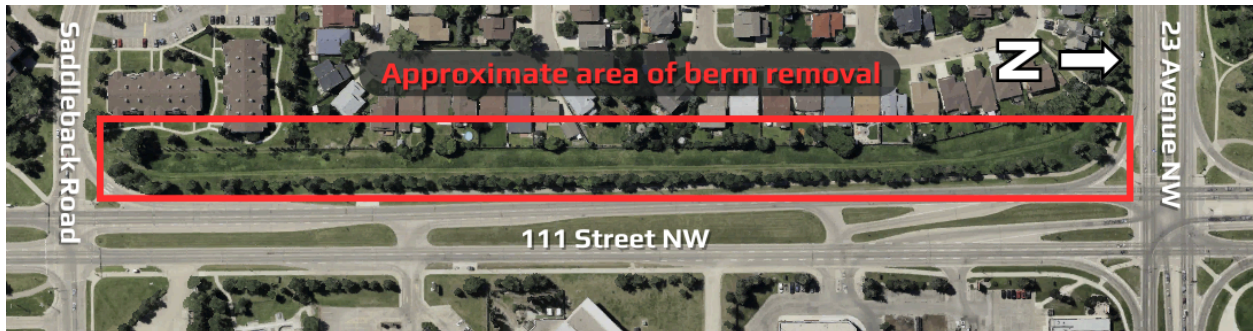 Approximate area of berm removal
N
23 Avenue NW
Saddleback Road
111 Street NW